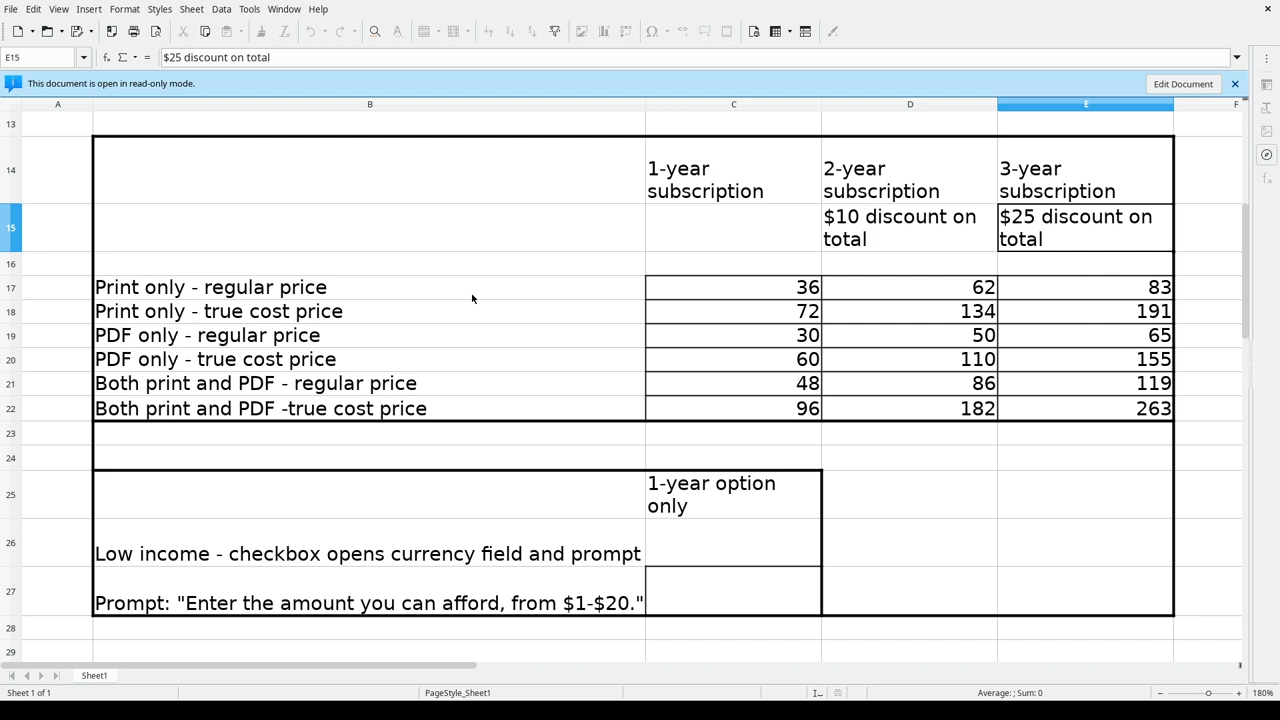 File Edit View Insert Format Styles Sheet Data Tools Window Help
E15 $25 discount on total
This document is open in read-only mode. Edit Document
A B C D E F
13
14 1-year subscription 2-year subscription 3-year subscription
15 $10 discount on total $25 discount on total
16
17 Print only - regular price 36 62 83
18 Print only - true cost price 72 134 191
19 PDF only - regular price 30 50 65
20 PDF only - true cost price 60 110 155
21 Both print and PDF - regular price 48 86 119
22 Both print and PDF -true cost price 96 182 263
23
24
25 1-year option only
26 Low income - checkbox opens currency field and prompt
27 Prompt: "Enter the amount you can afford, from $1-$20."
28
29
Sheet1
Sheet 1 of 1 PageStyle_Sheet1 Average: ; Sum: 0 180%